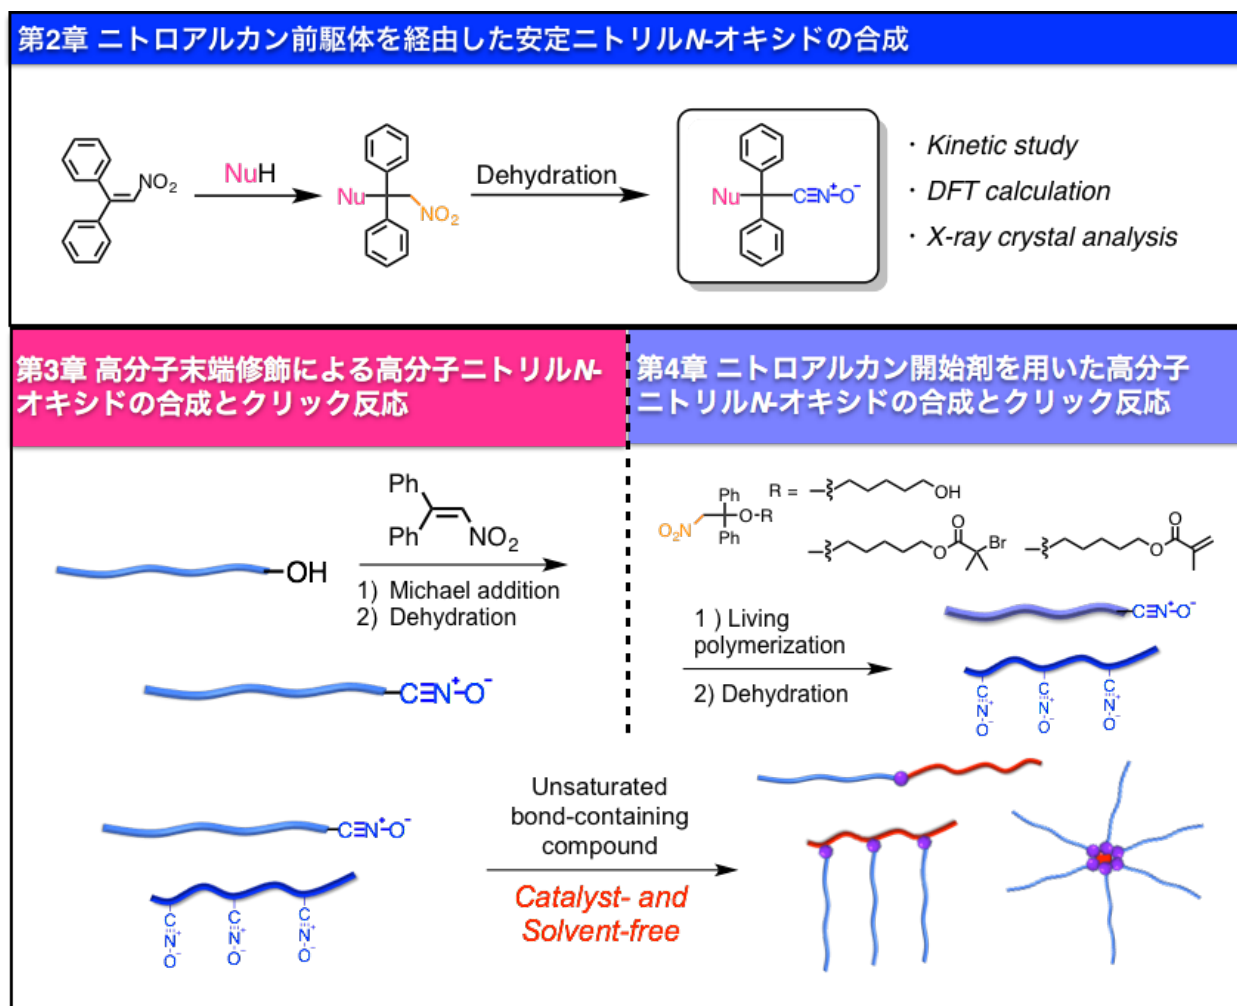 第2章 ニトロアルカン前駆体を経由した安定ニトリルN-オキシドの合成
NO2
NuH
Nu
NO2
Dehydration
Nu
C≡N⁺-O⁻
・ Kinetic study
・ DFT calculation
・ X-ray crystal analysis
第3章 高分子末端修飾による高分子ニトリルN-
オキシドの合成とクリック反応
Ph
Ph
NO2
OH
1) Michael addition
2) Dehydration
C≡N⁺-O⁻
第4章 ニトロアルカン開始剤を用いた高分子
ニトリルN-オキシドの合成とクリック反応
O2N
Ph
O-R
Ph
R =
OH
O
O
Br
O
O
1 ) Living
polymerization
2) Dehydration
C≡N⁺-O⁻
C≡N⁺-O⁻
C≡N⁺-O⁻
C≡N⁺-O⁻
C≡N⁺-O⁻
C≡N⁺-O⁻
C≡N⁺-O⁻
C≡N⁺-O⁻
Unsaturated
bond-containing
compound
Catalyst- and
Solvent-free